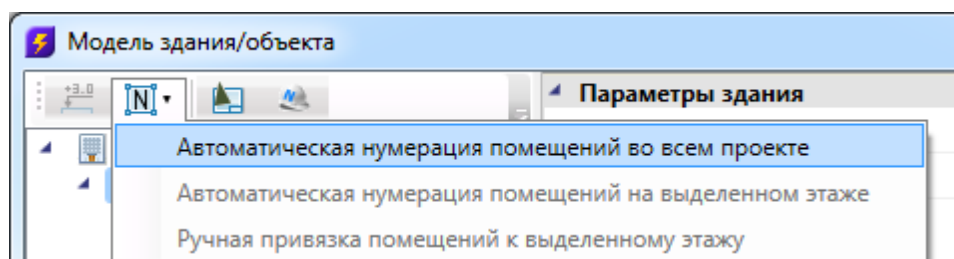 Модель здания/объекта
+3.0
N
N
Параметры здания
Автоматическая нумерация помещений во всем проекте
Автоматическая нумерация помещений на выделенном этаже
Ручная привязка помещений к выделенному этажу